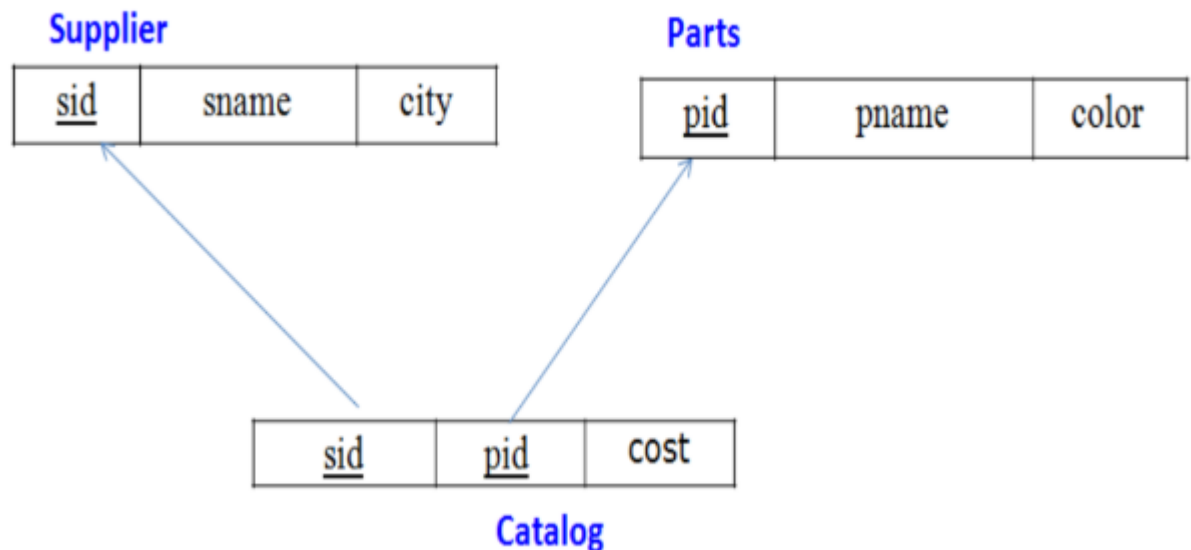 Supplier
Parts
sid sname city
pid pname color
sid pid cost
Catalog